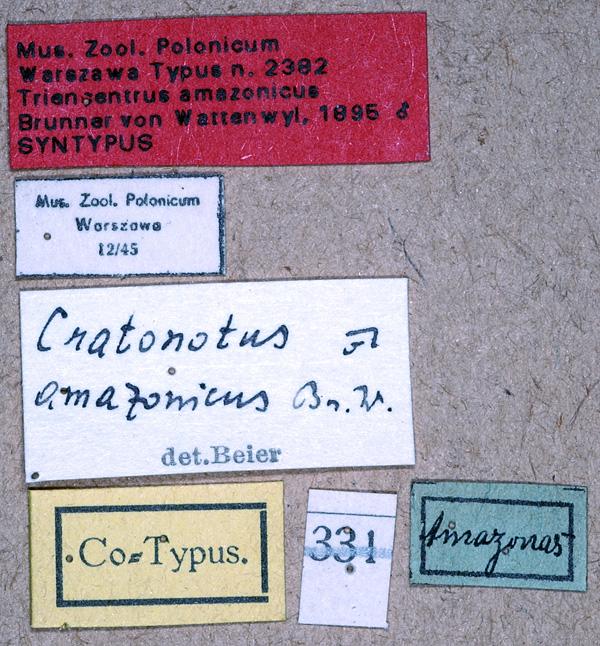 Mus. Zool. Polonicum
Warszawa Typus n. 2382
Triensentrus amazonicus
Brunner von Wattenwyl, 1895 ♂
SYNTYPUS
Mus. Zool. Polonicum
Warszawa
12/45
Cratonotus ♂
amazonicus Br. W.
det. Beier
Co-Typus.
331
Amazonas